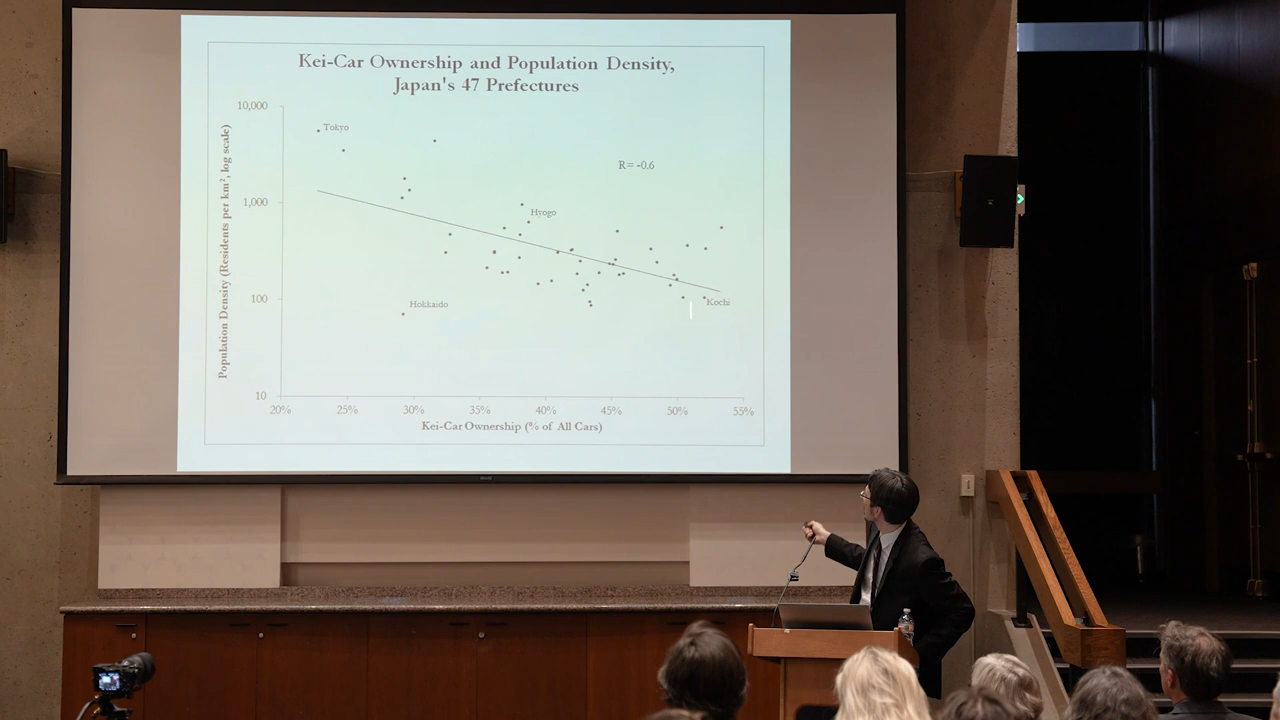 Kei-Car Ownership and Population Density,
Japan's 47 Prefectures
Population Density (Residents per km², log scale)
10,000
1,000
100
10
Tokyo
R= -0.6
Hyogo
Hokkaido
Kochi
20% 25% 30% 35% 40% 45% 50% 55%
Kei-Car Ownership (% of All Cars)